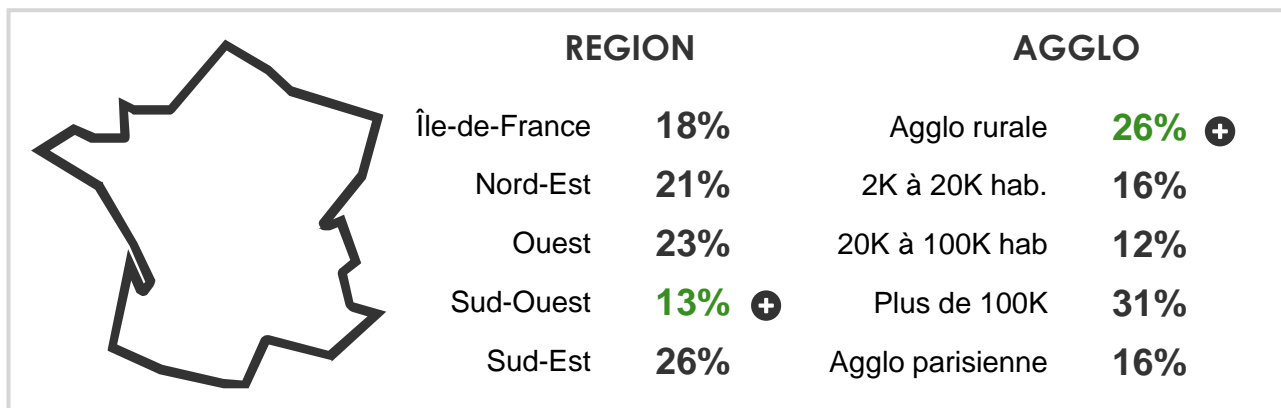 REGION AGGLO
Île-de-France 18% Agglo rurale 26%
Nord-Est 21% 2K à 20K hab. 16%
Ouest 23% 20K à 100K hab 12%
Sud-Ouest 13% Plus de 100K 31%
Sud-Est 26% Agglo parisienne 16%